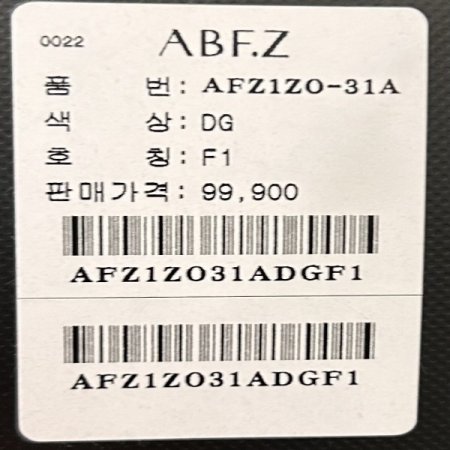 0022 ABF.Z
품 번: AFZ1ZO-31A
색 상: DG
호 칭: F1
판매가격: 99,900
AFZ1ZO31ADGF1
AFZ1ZO31ADGF1